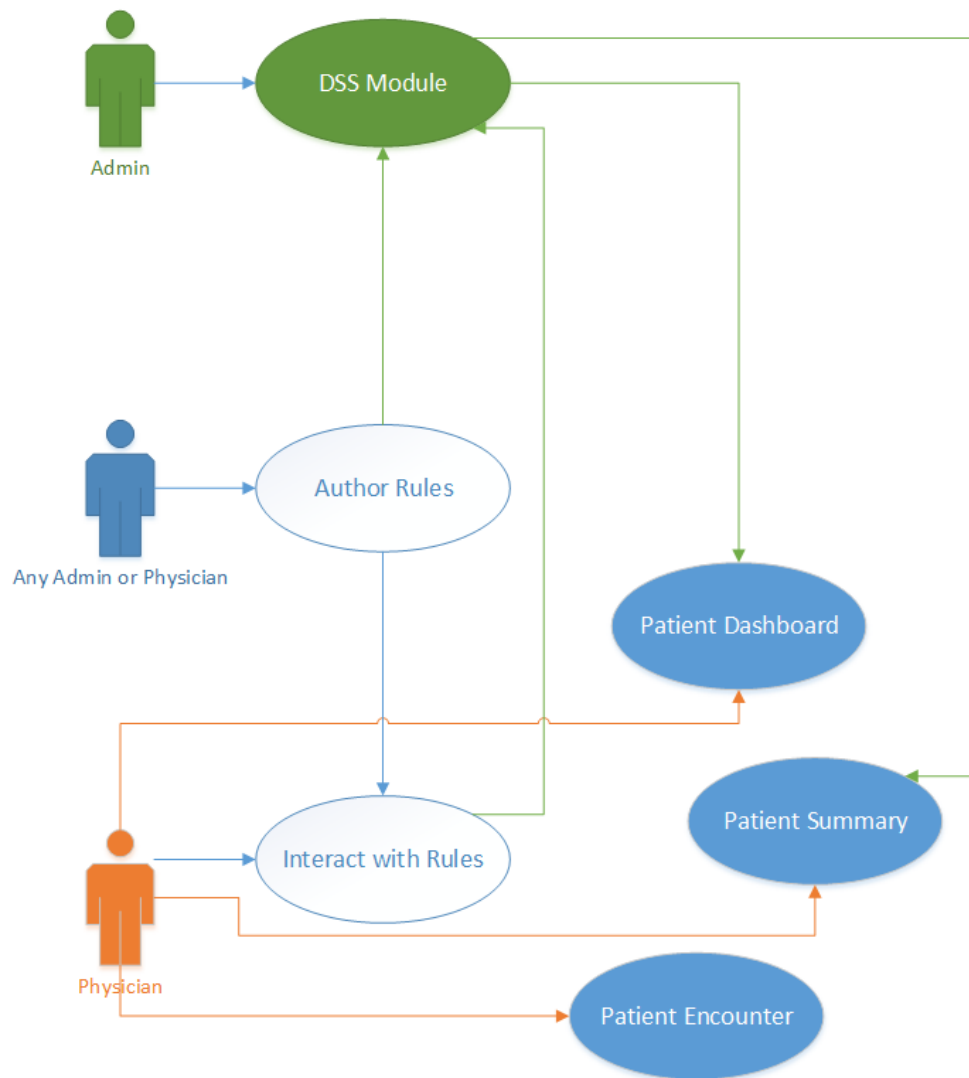 DSS Module
Admin
Author Rules
Any Admin or Physician
Patient Dashboard
Patient Summary
Interact with Rules
Physician
Patient Encounter